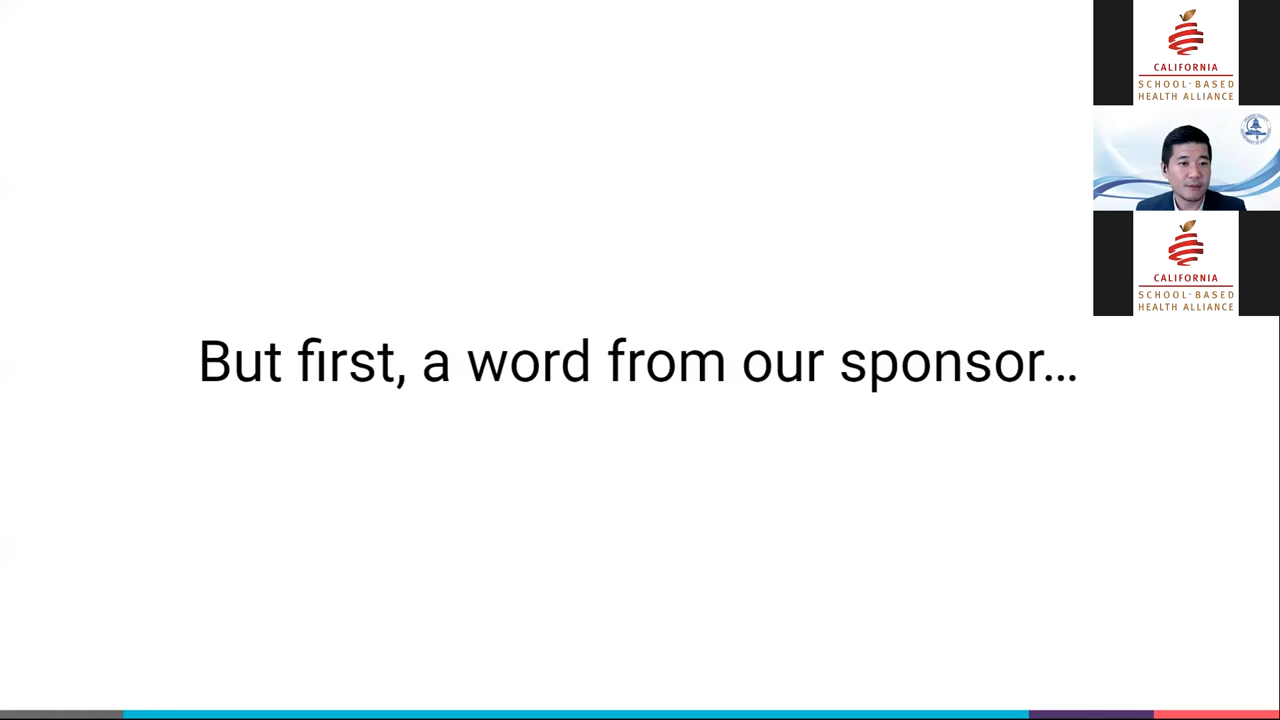 But first, a word from our sponsor...
CALIFORNIA
SCHOOL-BASED
HEALTH ALLIANCE
CALIFORNIA
SCHOOL-BASED
HEALTH ALLIANCE